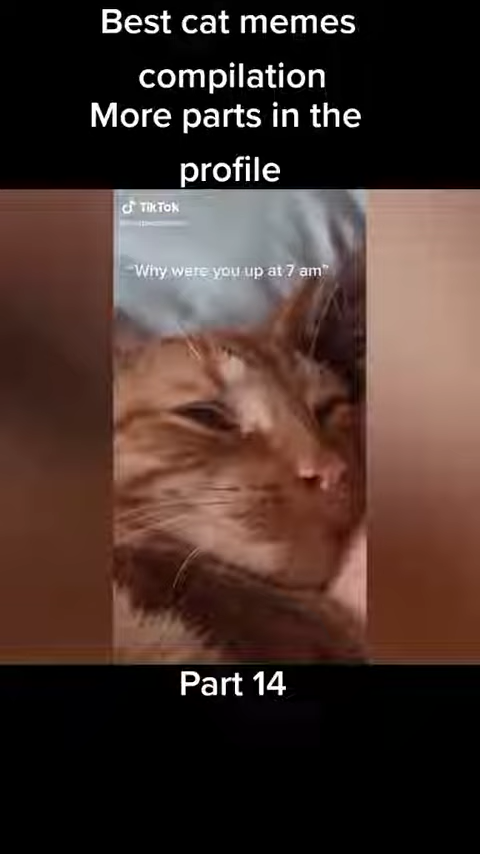 Best cat memes
compilation
More parts in the
profile
TikTok
"Why were you up at 7 am"
Part 14